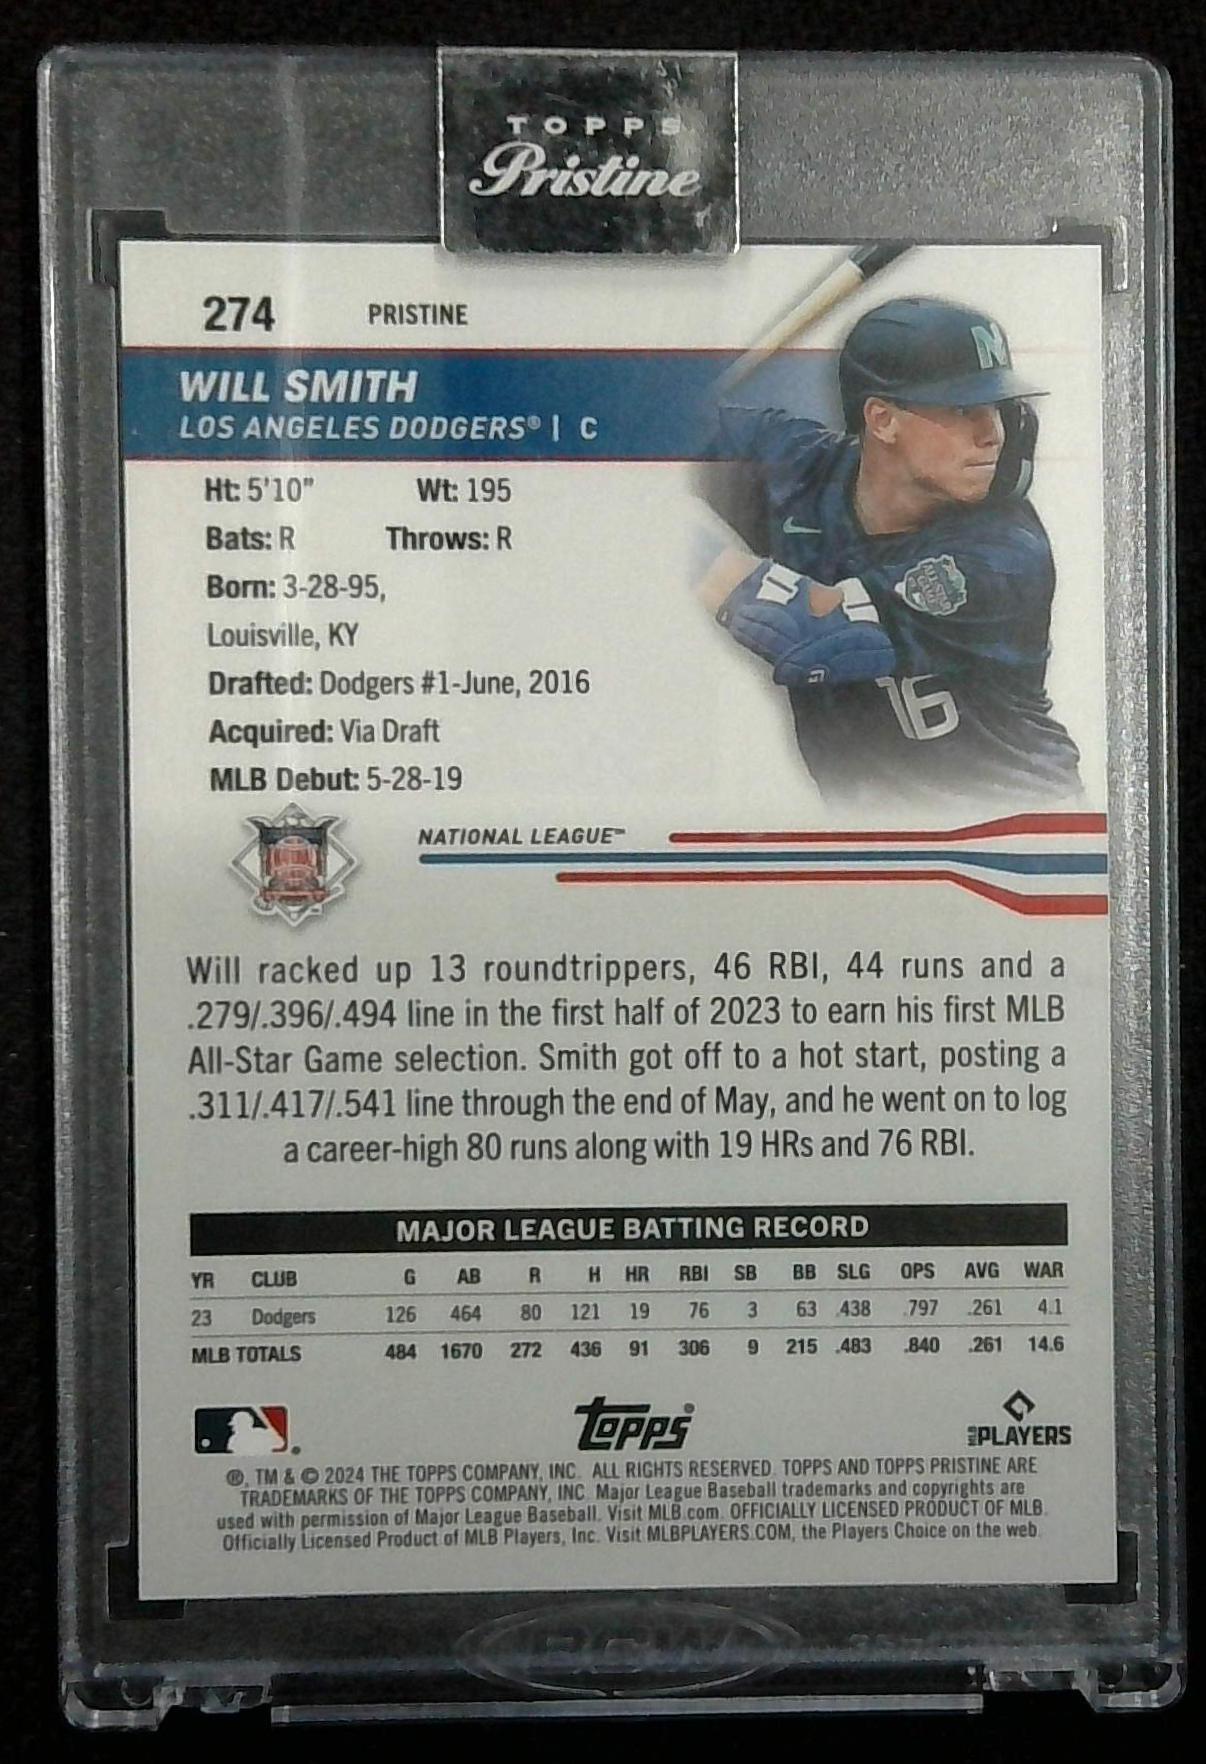 TOPPS
Pristine
274 PRISTINE
WILL SMITH
LOS ANGELES DODGERS® | C
Ht: 5'10" Wt: 195
Bats: R Throws: R
Born: 3-28-95,
Louisville, KY
Drafted: Dodgers #1-June, 2016
Acquired: Via Draft
MLB Debut: 5-28-19
N
16
NATIONAL LEAGUE™
Will racked up 13 roundtrippers, 46 RBI, 44 runs and a
.279/.396/.494 line in the first half of 2023 to earn his first MLB
All-Star Game selection. Smith got off to a hot start, posting a
.311/.417/.541 line through the end of May, and he went on to log
a career-high 80 runs along with 19 HRs and 76 RBI.
MAJOR LEAGUE BATTING RECORD
YR CLUB G AB R H HR RBI SB BB SLG OPS AVG WAR
23 Dodgers 126 464 80 121 19 76 3 63 .438 .797 .261 4.1
MLB TOTALS 484 1670 272 436 91 306 9 215 .483 .840 .261 14.6
Topps®
MLB PLAYERS
®, TM & © 2024 THE TOPPS COMPANY, INC. ALL RIGHTS RESERVED. TOPPS AND TOPPS PRISTINE ARE
TRADEMARKS OF THE TOPPS COMPANY, INC. Major League Baseball trademarks and copyrights are
used with permission of Major League Baseball. Visit MLB.com. OFFICIALLY LICENSED PRODUCT OF MLB.
Officially Licensed Product of MLB Players, Inc. Visit MLBPLAYERS.COM, the Players Choice on the web.
BCW